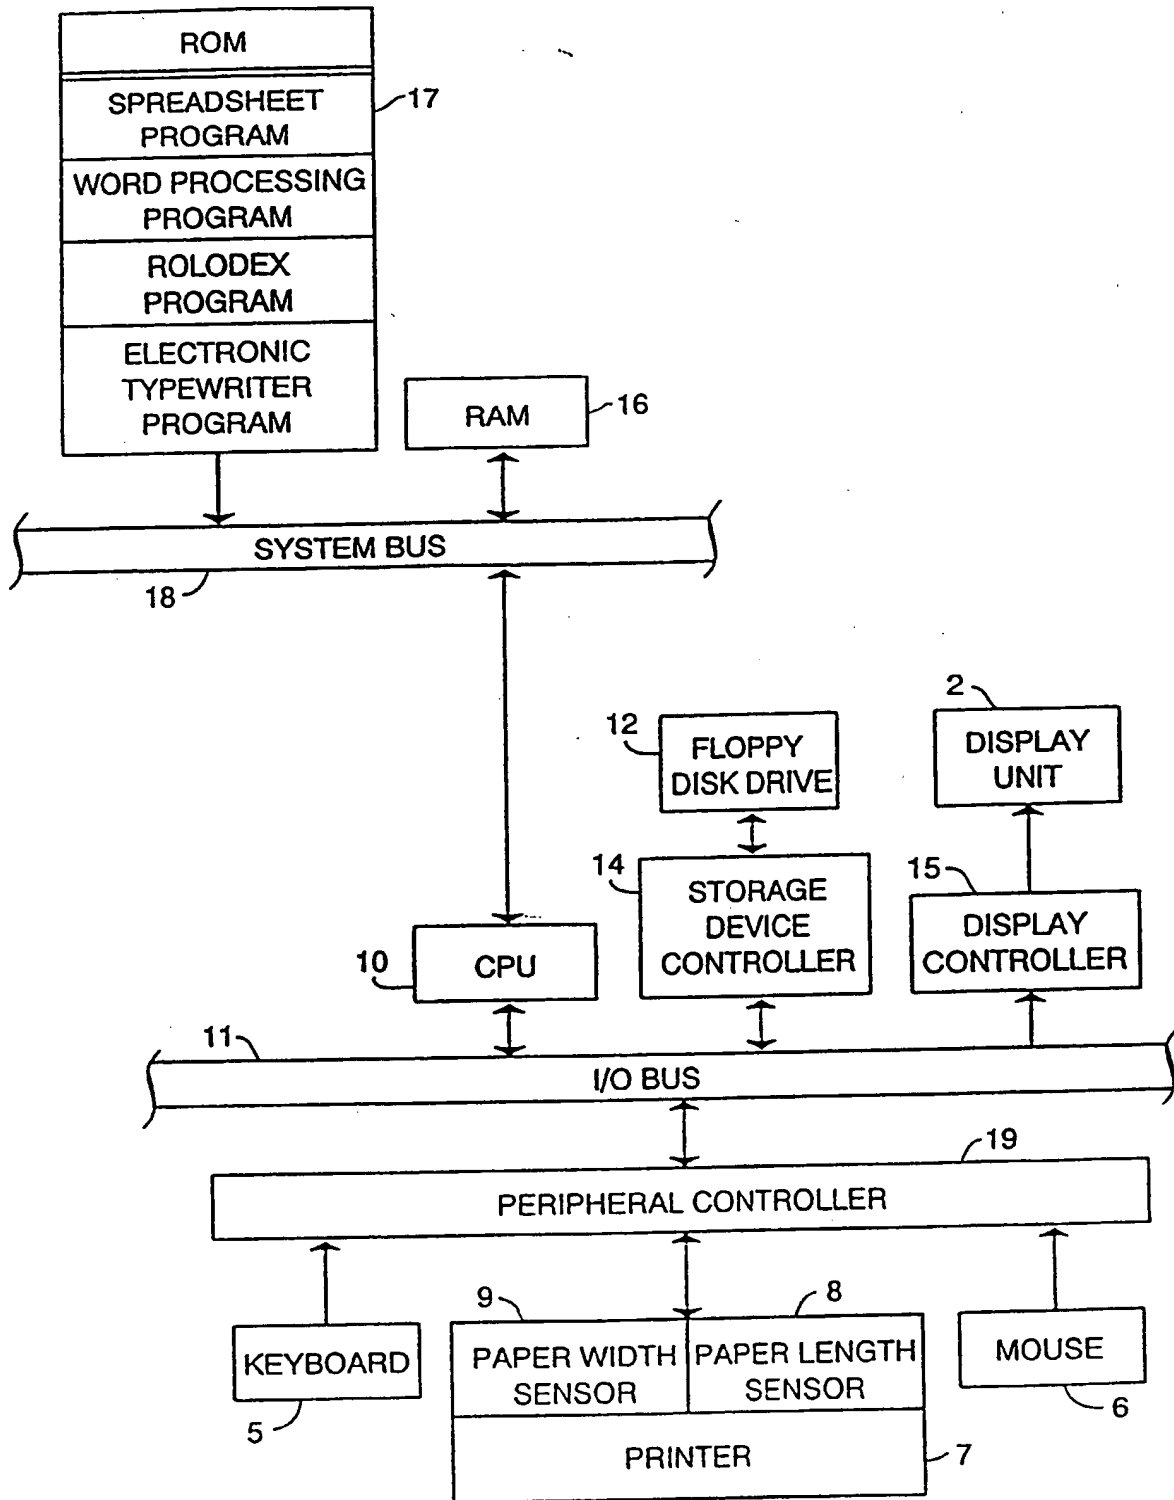 ROM
SPREADSHEET
PROGRAM
17
WORD PROCESSING
PROGRAM
ROLODEX
PROGRAM
ELECTRONIC
TYPEWRITER
PROGRAM
RAM
16
SYSTEM BUS
18
2
12
FLOPPY
DISK DRIVE
DISPLAY
UNIT
14
STORAGE
DEVICE
CONTROLLER
15
DISPLAY
CONTROLLER
10
CPU
11
I/O BUS
19
PERIPHERAL CONTROLLER
9
8
KEYBOARD
5
PAPER WIDTH
SENSOR
PAPER LENGTH
SENSOR
MOUSE
6
PRINTER
7